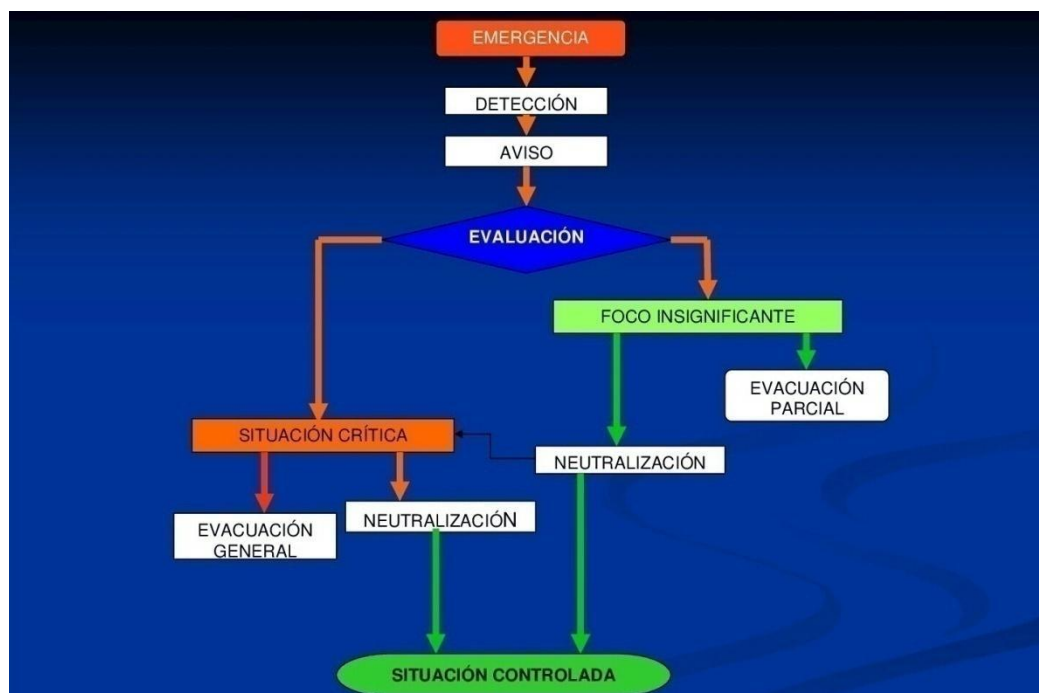 EMERGENCIA
DETECCIÓN
AVISO
EVALUACIÓN
FOCO INSIGNIFICANTE
EVACUACIÓN
PARCIAL
SITUACIÓN CRÍTICA
NEUTRALIZACIÓN
EVACUACIÓN
GENERAL
NEUTRALIZACIÓN
SITUACIÓN CONTROLADA